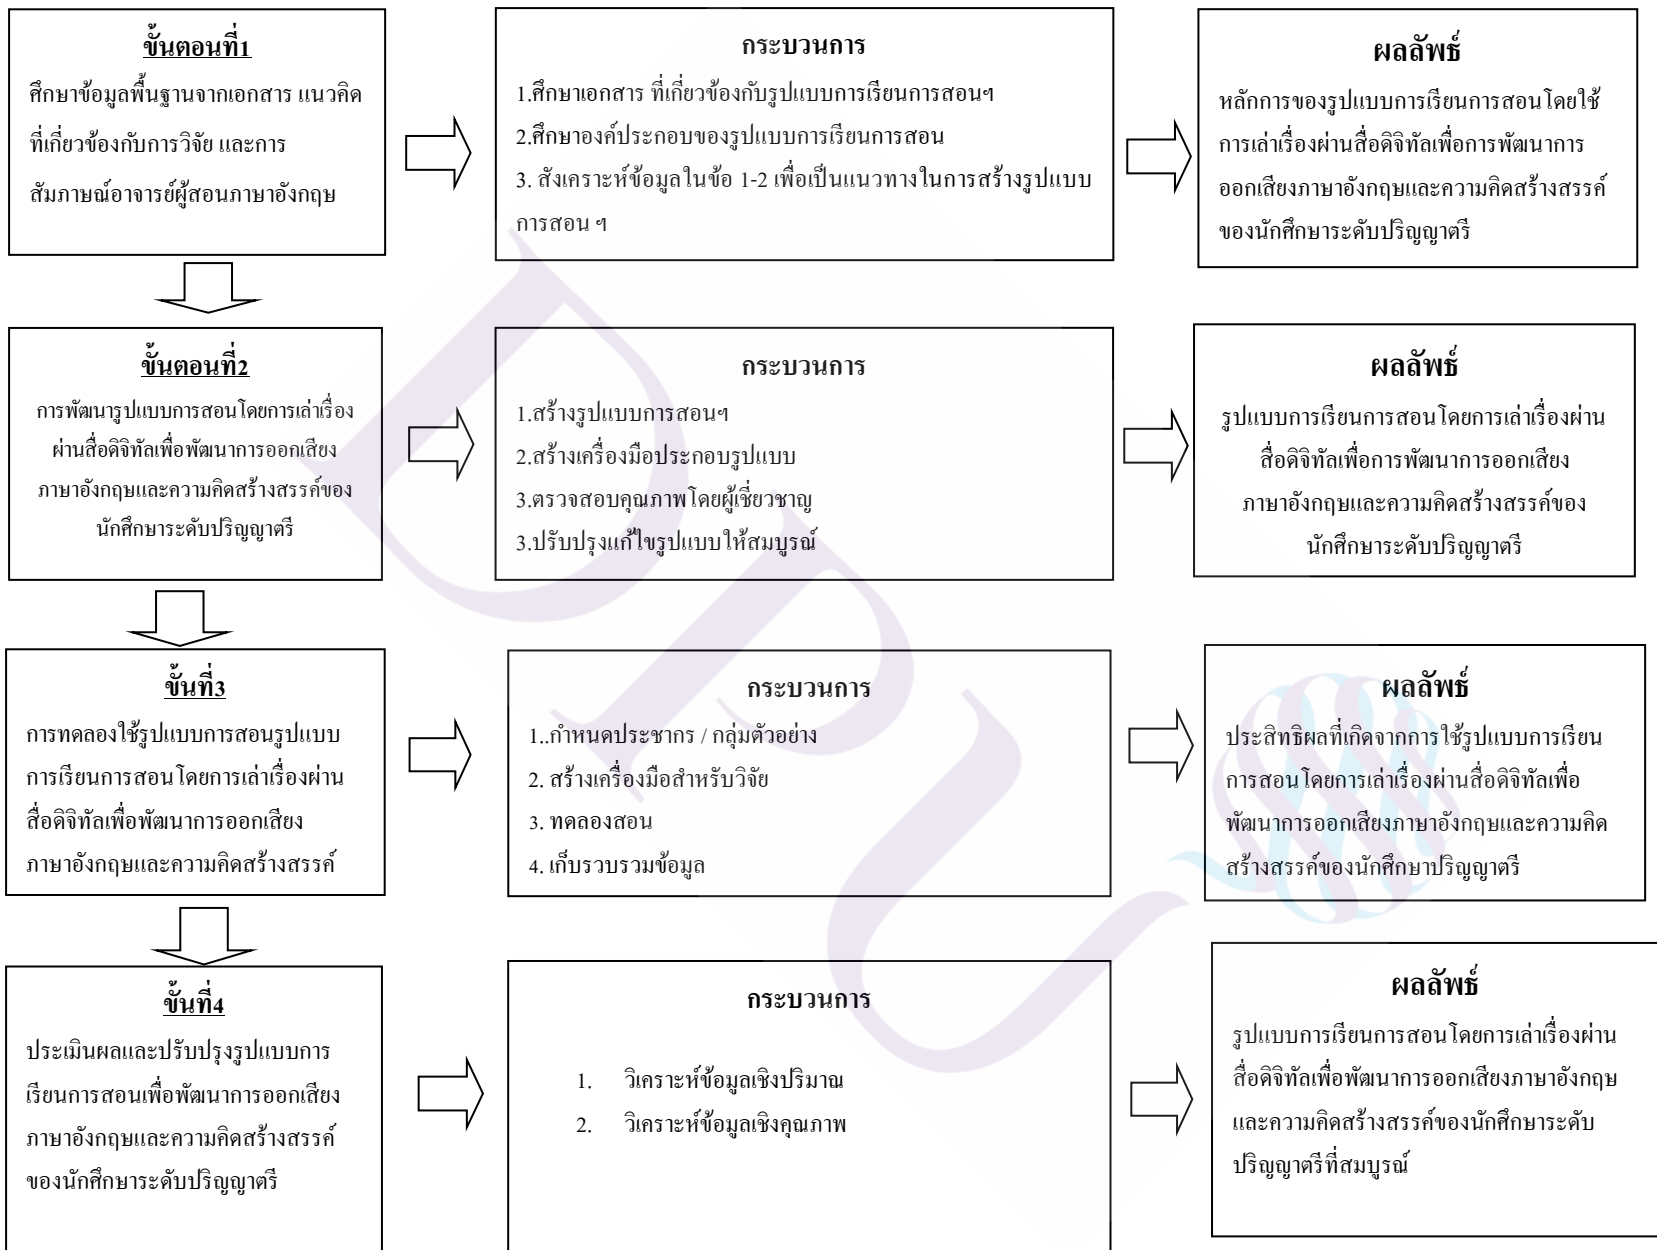 ขั้นตอนที่1
ศึกษาข้อมูลพื้นฐานจากเอกสาร แนวคิด
ที่เกี่ยวข้องกับการวิจัย และการ
สัมภาษณ์อาจารย์ผู้สอนภาษาอังกฤษ
กระบวนการ
1.ศึกษาเอกสาร ที่เกี่ยวข้องกับรูปแบบการเรียนการสอนฯ
2.ศึกษาองค์ประกอบของรูปแบบการเรียนการสอน
3. สังเคราะห์ข้อมูลในข้อ 1-2 เพื่อเป็นแนวทางในการสร้างรูปแบบ
การสอน ฯ
ผลลัพธ์
หลักการของรูปแบบการเรียนการสอนโดยใช้
การเล่าเรื่องผ่านสื่อดิจิทัลเพื่อการพัฒนาการ
ออกเสียงภาษาอังกฤษและความคิดสร้างสรรค์
ของนักศึกษาระดับปริญญาตรี
ขั้นตอนที่2
การพัฒนารูปแบบการสอนโดยการเล่าเรื่อง
ผ่านสื่อดิจิทัลเพื่อพัฒนาการออกเสียง
ภาษาอังกฤษและความคิดสร้างสรรค์ของ
นักศึกษาระดับปริญญาตรี
กระบวนการ
1.สร้างรูปแบบการสอนฯ
2.สร้างเครื่องมือประกอบรูปแบบ
3.ตรวจสอบคุณภาพโดยผู้เชี่ยวชาญ
3.ปรับปรุงแก้ไขรูปแบบให้สมบูรณ์
ผลลัพธ์
รูปแบบการเรียนการสอนโดยการเล่าเรื่องผ่าน
สื่อดิจิทัลเพื่อการพัฒนาการออกเสียง
ภาษาอังกฤษและความคิดสร้างสรรค์ของ
นักศึกษาระดับปริญญาตรี
ขั้นที่3
การทดลองใช้รูปแบบการสอนรูปแบบ
การเรียนการสอนโดยการเล่าเรื่องผ่าน
สื่อดิจิทัลเพื่อพัฒนาการออกเสียง
ภาษาอังกฤษและความคิดสร้างสรรค์
กระบวนการ
1..กำหนดประชากร / กลุ่มตัวอย่าง
2. สร้างเครื่องมือสำหรับวิจัย
3. ทดลองสอน
4. เก็บรวบรวมข้อมูล
ผลลัพธ์
ประสิทธิผลที่เกิดจากการใช้รูปแบบการเรียน
การสอนโดยการเล่าเรื่องผ่านสื่อดิจิทัลเพื่อ
พัฒนาการออกเสียงภาษาอังกฤษและความคิด
สร้างสรรค์ของนักศึกษาปริญญาตรี
ขั้นที่4
ประเมินผลและปรับปรุงรูปแบบการ
เรียนการสอนเพื่อพัฒนาการออกเสียง
ภาษาอังกฤษและความคิดสร้างสรรค์
ของนักศึกษาระดับปริญญาตรี
กระบวนการ
1. วิเคราะห์ข้อมูลเชิงปริมาณ
2. วิเคราะห์ข้อมูลเชิงคุณภาพ
ผลลัพธ์
รูปแบบการเรียนการสอนโดยการเล่าเรื่องผ่าน
สื่อดิจิทัลเพื่อพัฒนาการออกเสียงภาษาอังกฤษ
และความคิดสร้างสรรค์ของนักศึกษาระดับ
ปริญญาตรีที่สมบูรณ์
DPU